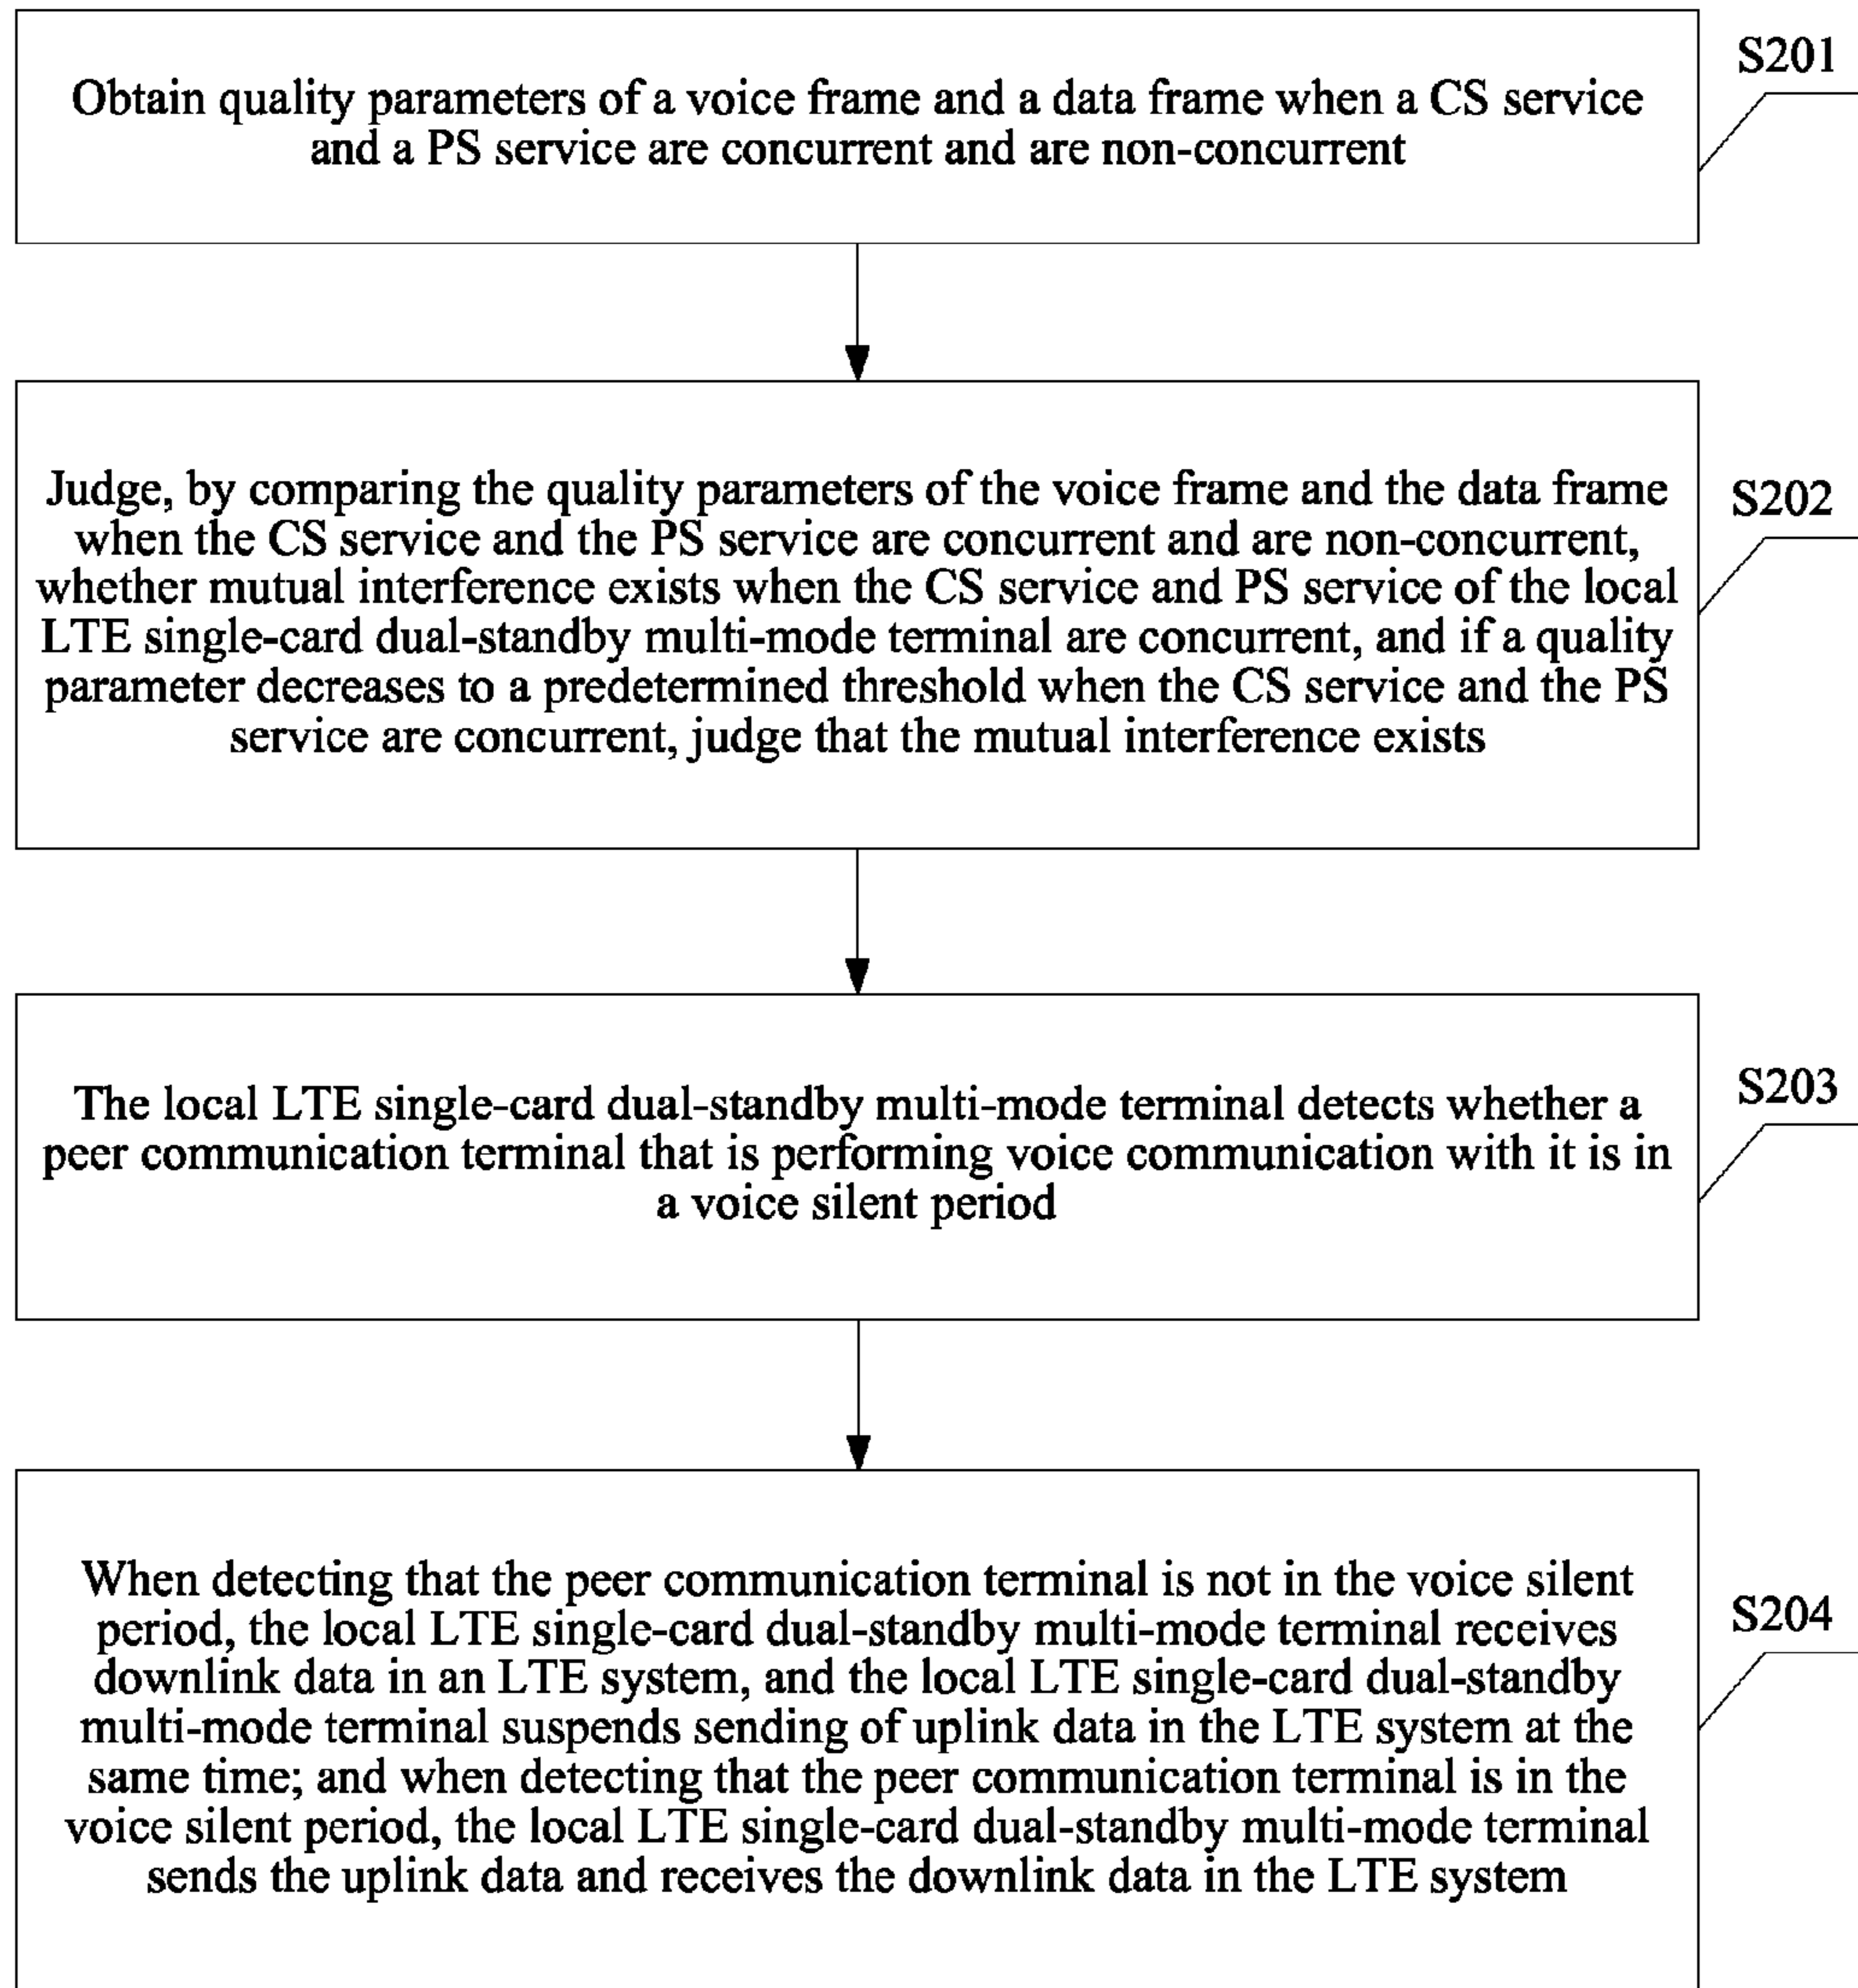 S201
Obtain quality parameters of a voice frame and a data frame when a CS service
and a PS service are concurrent and are non-concurrent
S202
Judge, by comparing the quality parameters of the voice frame and the data frame
when the CS service and the PS service are concurrent and are non-concurrent,
whether mutual interference exists when the CS service and PS service of the local
LTE single-card dual-standby multi-mode terminal are concurrent, and if a quality
parameter decreases to a predetermined threshold when the CS service and the PS
service are concurrent, judge that the mutual interference exists
S203
The local LTE single-card dual-standby multi-mode terminal detects whether a
peer communication terminal that is performing voice communication with it is in
a voice silent period
S204
When detecting that the peer communication terminal is not in the voice silent
period, the local LTE single-card dual-standby multi-mode terminal receives
downlink data in an LTE system, and the local LTE single-card dual-standby
multi-mode terminal suspends sending of uplink data in the LTE system at the
same time; and when detecting that the peer communication terminal is in the
voice silent period, the local LTE single-card dual-standby multi-mode terminal
sends the uplink data and receives the downlink data in the LTE system